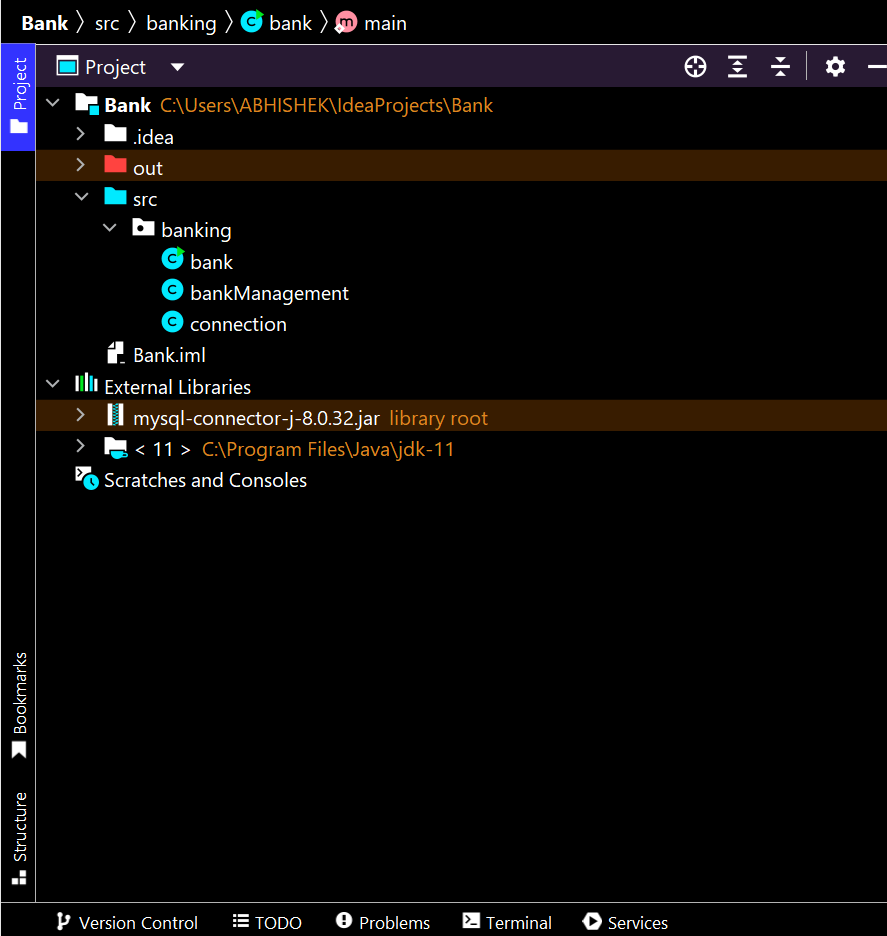 Bank src banking C bank m main
Project
Project
Bank C:\Users\ABHISHEK\IdeaProjects\Bank
.idea
out
src
banking
C bank
C bankManagement
C connection
Bank.iml
External Libraries
mysql-connector-j-8.0.32.jar library root
< 11 > C:\Program Files\Java\jdk-11
Scratches and Consoles
Bookmarks
Structure
Version Control TODO Problems Terminal Services